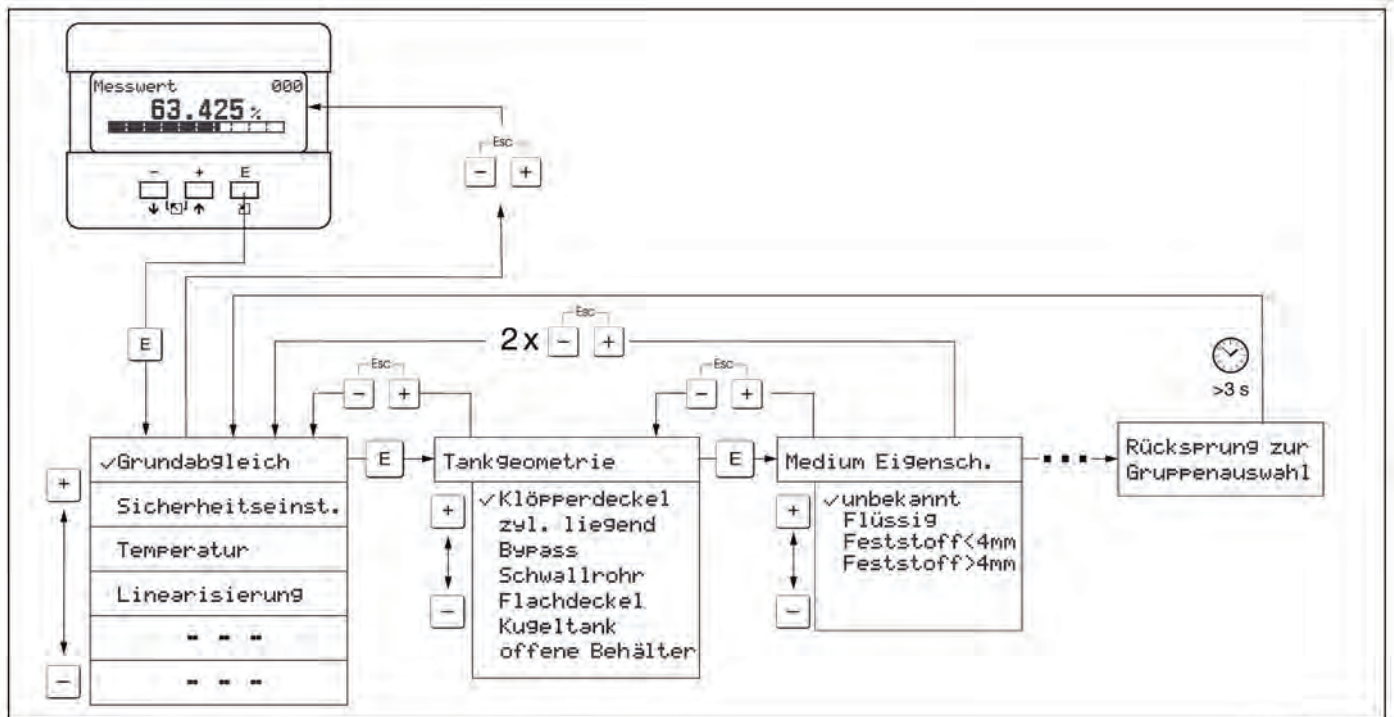 Messwert 000
63.425 %
- + E
Esc
- +
E
2x - +
Esc
Esc
- +
Esc
- +
>3 s
✓Grundabgleich
Sicherheitseinst.
Temperatur
Linearisierung
- - -
- - -
+
-
E
Tankgeometrie
✓Klöpperdeckel
zyl. liegend
Bypass
Schwallrohr
Flachdeckel
Kugeltank
offene Behälter
+
-
E
Medium Eigensch.
✓unbekannt
Flüssig
Feststoff<4mm
Feststoff>4mm
+
-
Rücksprung zur
Gruppenauswahl